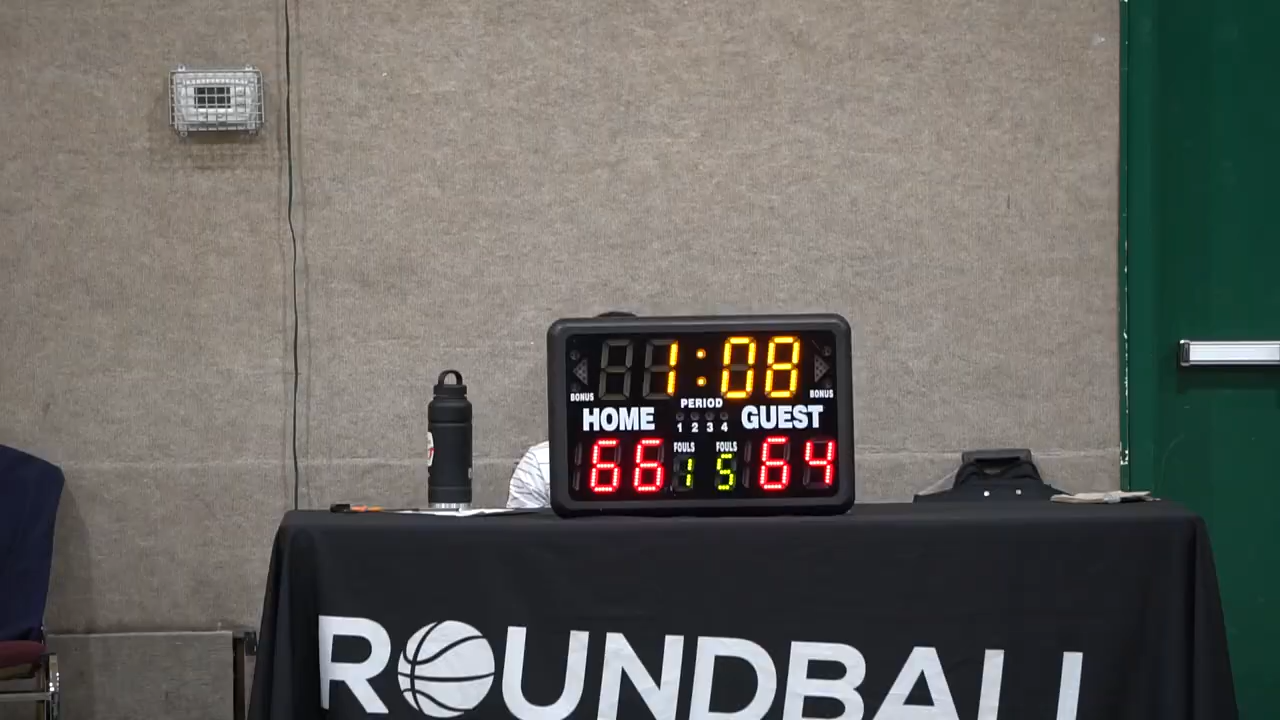 1:08
BONUS
BONUS
PERIOD
HOME
GUEST
1 2 3 4
FOULS
FOULS
66
1
5
64
ROUNDBALL